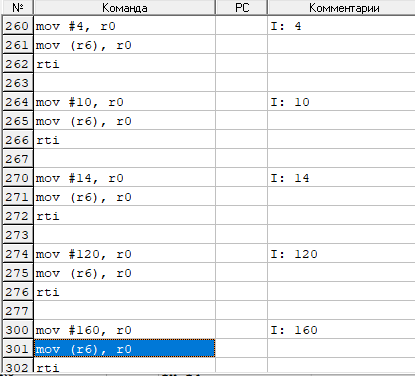 № Команда PC Комментарии
260 mov #4, r0 I: 4
261 mov (r6), r0
262 rti
263
264 mov #10, r0 I: 10
265 mov (r6), r0
266 rti
267
270 mov #14, r0 I: 14
271 mov (r6), r0
272 rti
273
274 mov #120, r0 I: 120
275 mov (r6), r0
276 rti
277
300 mov #160, r0 I: 160
301 mov (r6), r0
302 rti